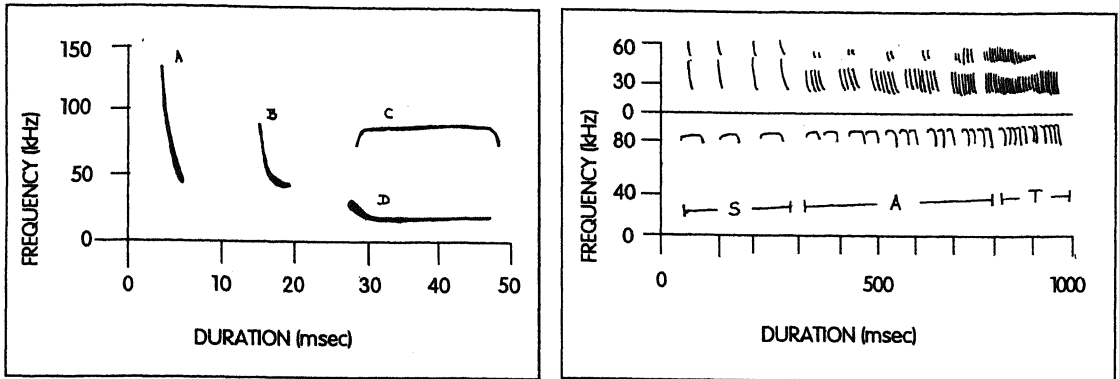 FREQUENCY (kHz)
150
100
50
0
A
B
C
D
0 10 20 30 40 50
DURATION (msec)
FREQUENCY (kHz)
60
30
0
80
40
0
S A T
0 500 1000
DURATION (msec)